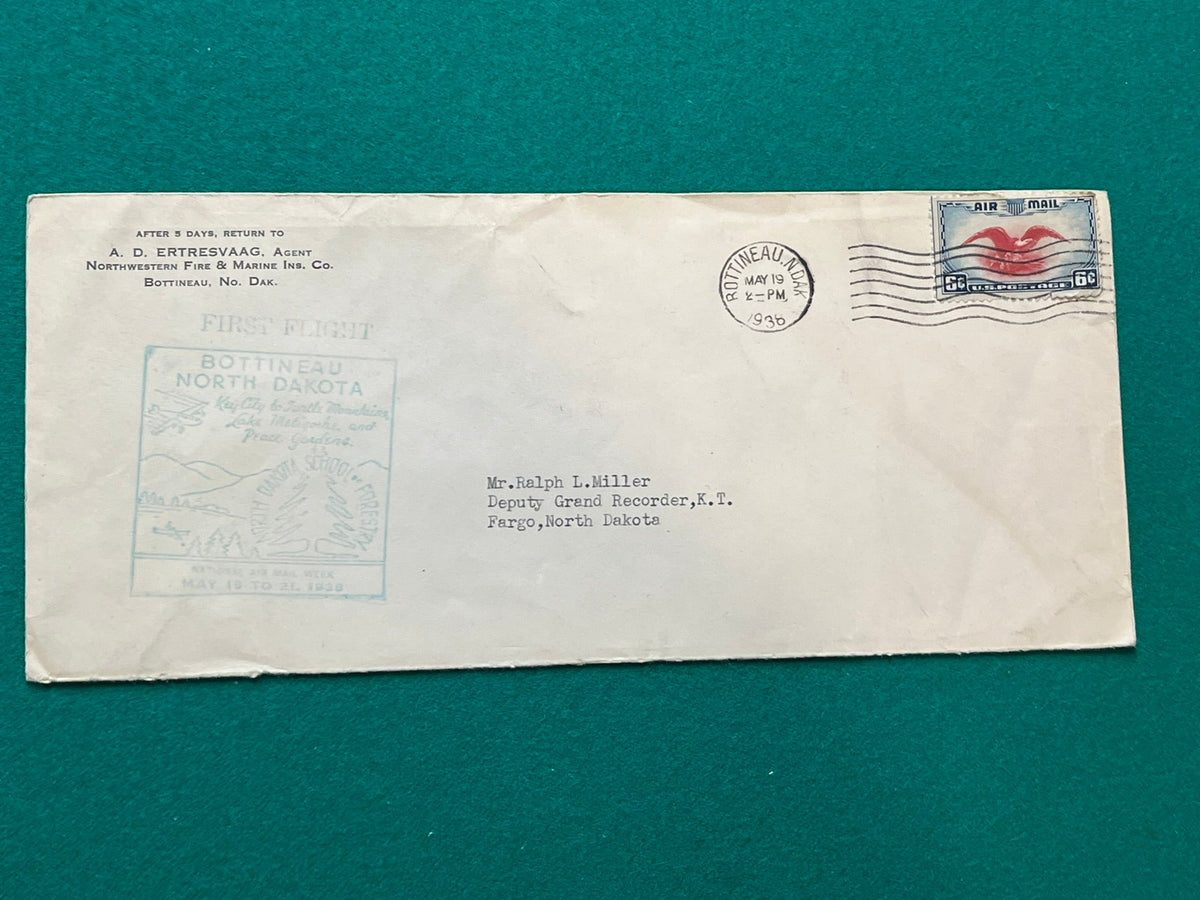 AFTER 5 DAYS, RETURN TO
A. D. ERTRESVAAG, AGENT
NORTHWESTERN FIRE & MARINE INS. CO.
BOTTINEAU, NO. DAK.
BOTTINEAU, N.DAK
MAY 19
2-PM
1938
AIR MAIL
6¢ U.S. POSTAGE 6¢
FIRST FLIGHT
BOTTINEAU
NORTH DAKOTA
Key City to Turtle Mountains,
Lake Metigoshe, and
Peace Gardens.
NORTH DAKOTA SCHOOL of FORESTRY
NATIONAL AIR MAIL WEEK
MAY 15 TO 21, 1938
Mr.Ralph L.Miller
Deputy Grand Recorder,K.T.
Fargo,North Dakota